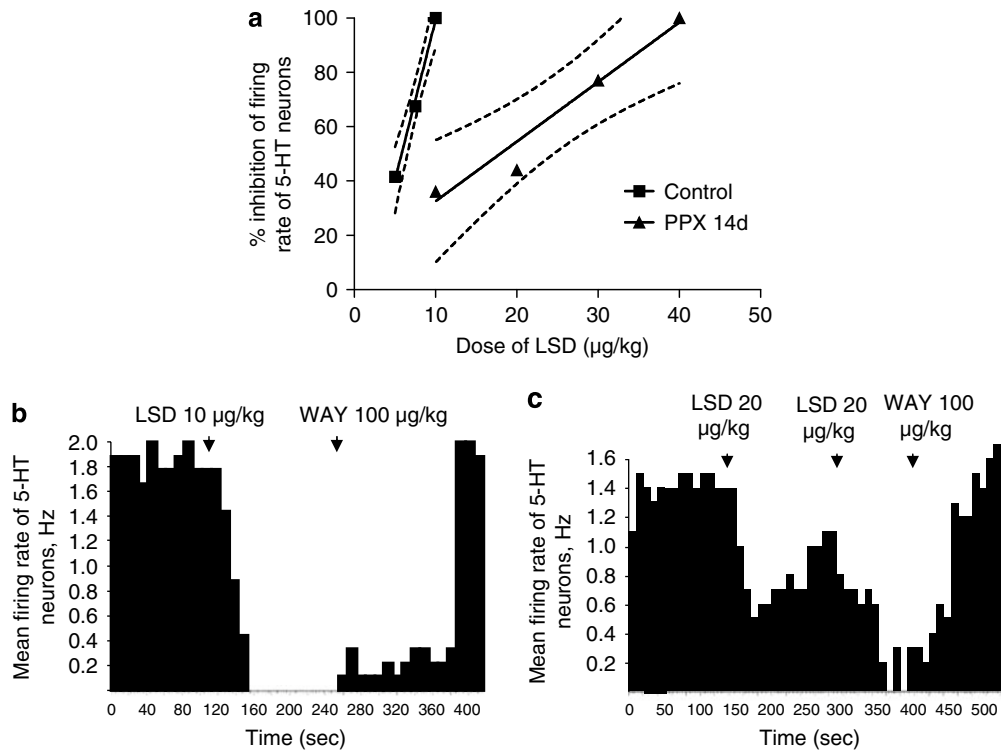 a
% inhibition of firing
rate of 5-HT neurons
100
80
60
40
20
0
0 10 20 30 40 50
Dose of LSD (µg/kg)
Control
PPX 14d
b
LSD 10 µg/kg WAY 100 µg/kg
Mean firing rate of 5-HT
neurons, Hz
2.0
1.8
1.6
1.4
1.2
1.0
0.8
0.6
0.4
0.2
0 40 80 120 160 200 240 260 320 360 400
Time (sec)
c
LSD 20
µg/kg
LSD 20
µg/kg
WAY 100
µg/kg
Mean firing rate of 5-HT
neurons, Hz
1.6
1.4
1.2
1.0
0.8
0.6
0.4
0.2
0 50 100 150 200 250 300 350 400 450 500
Time (sec)